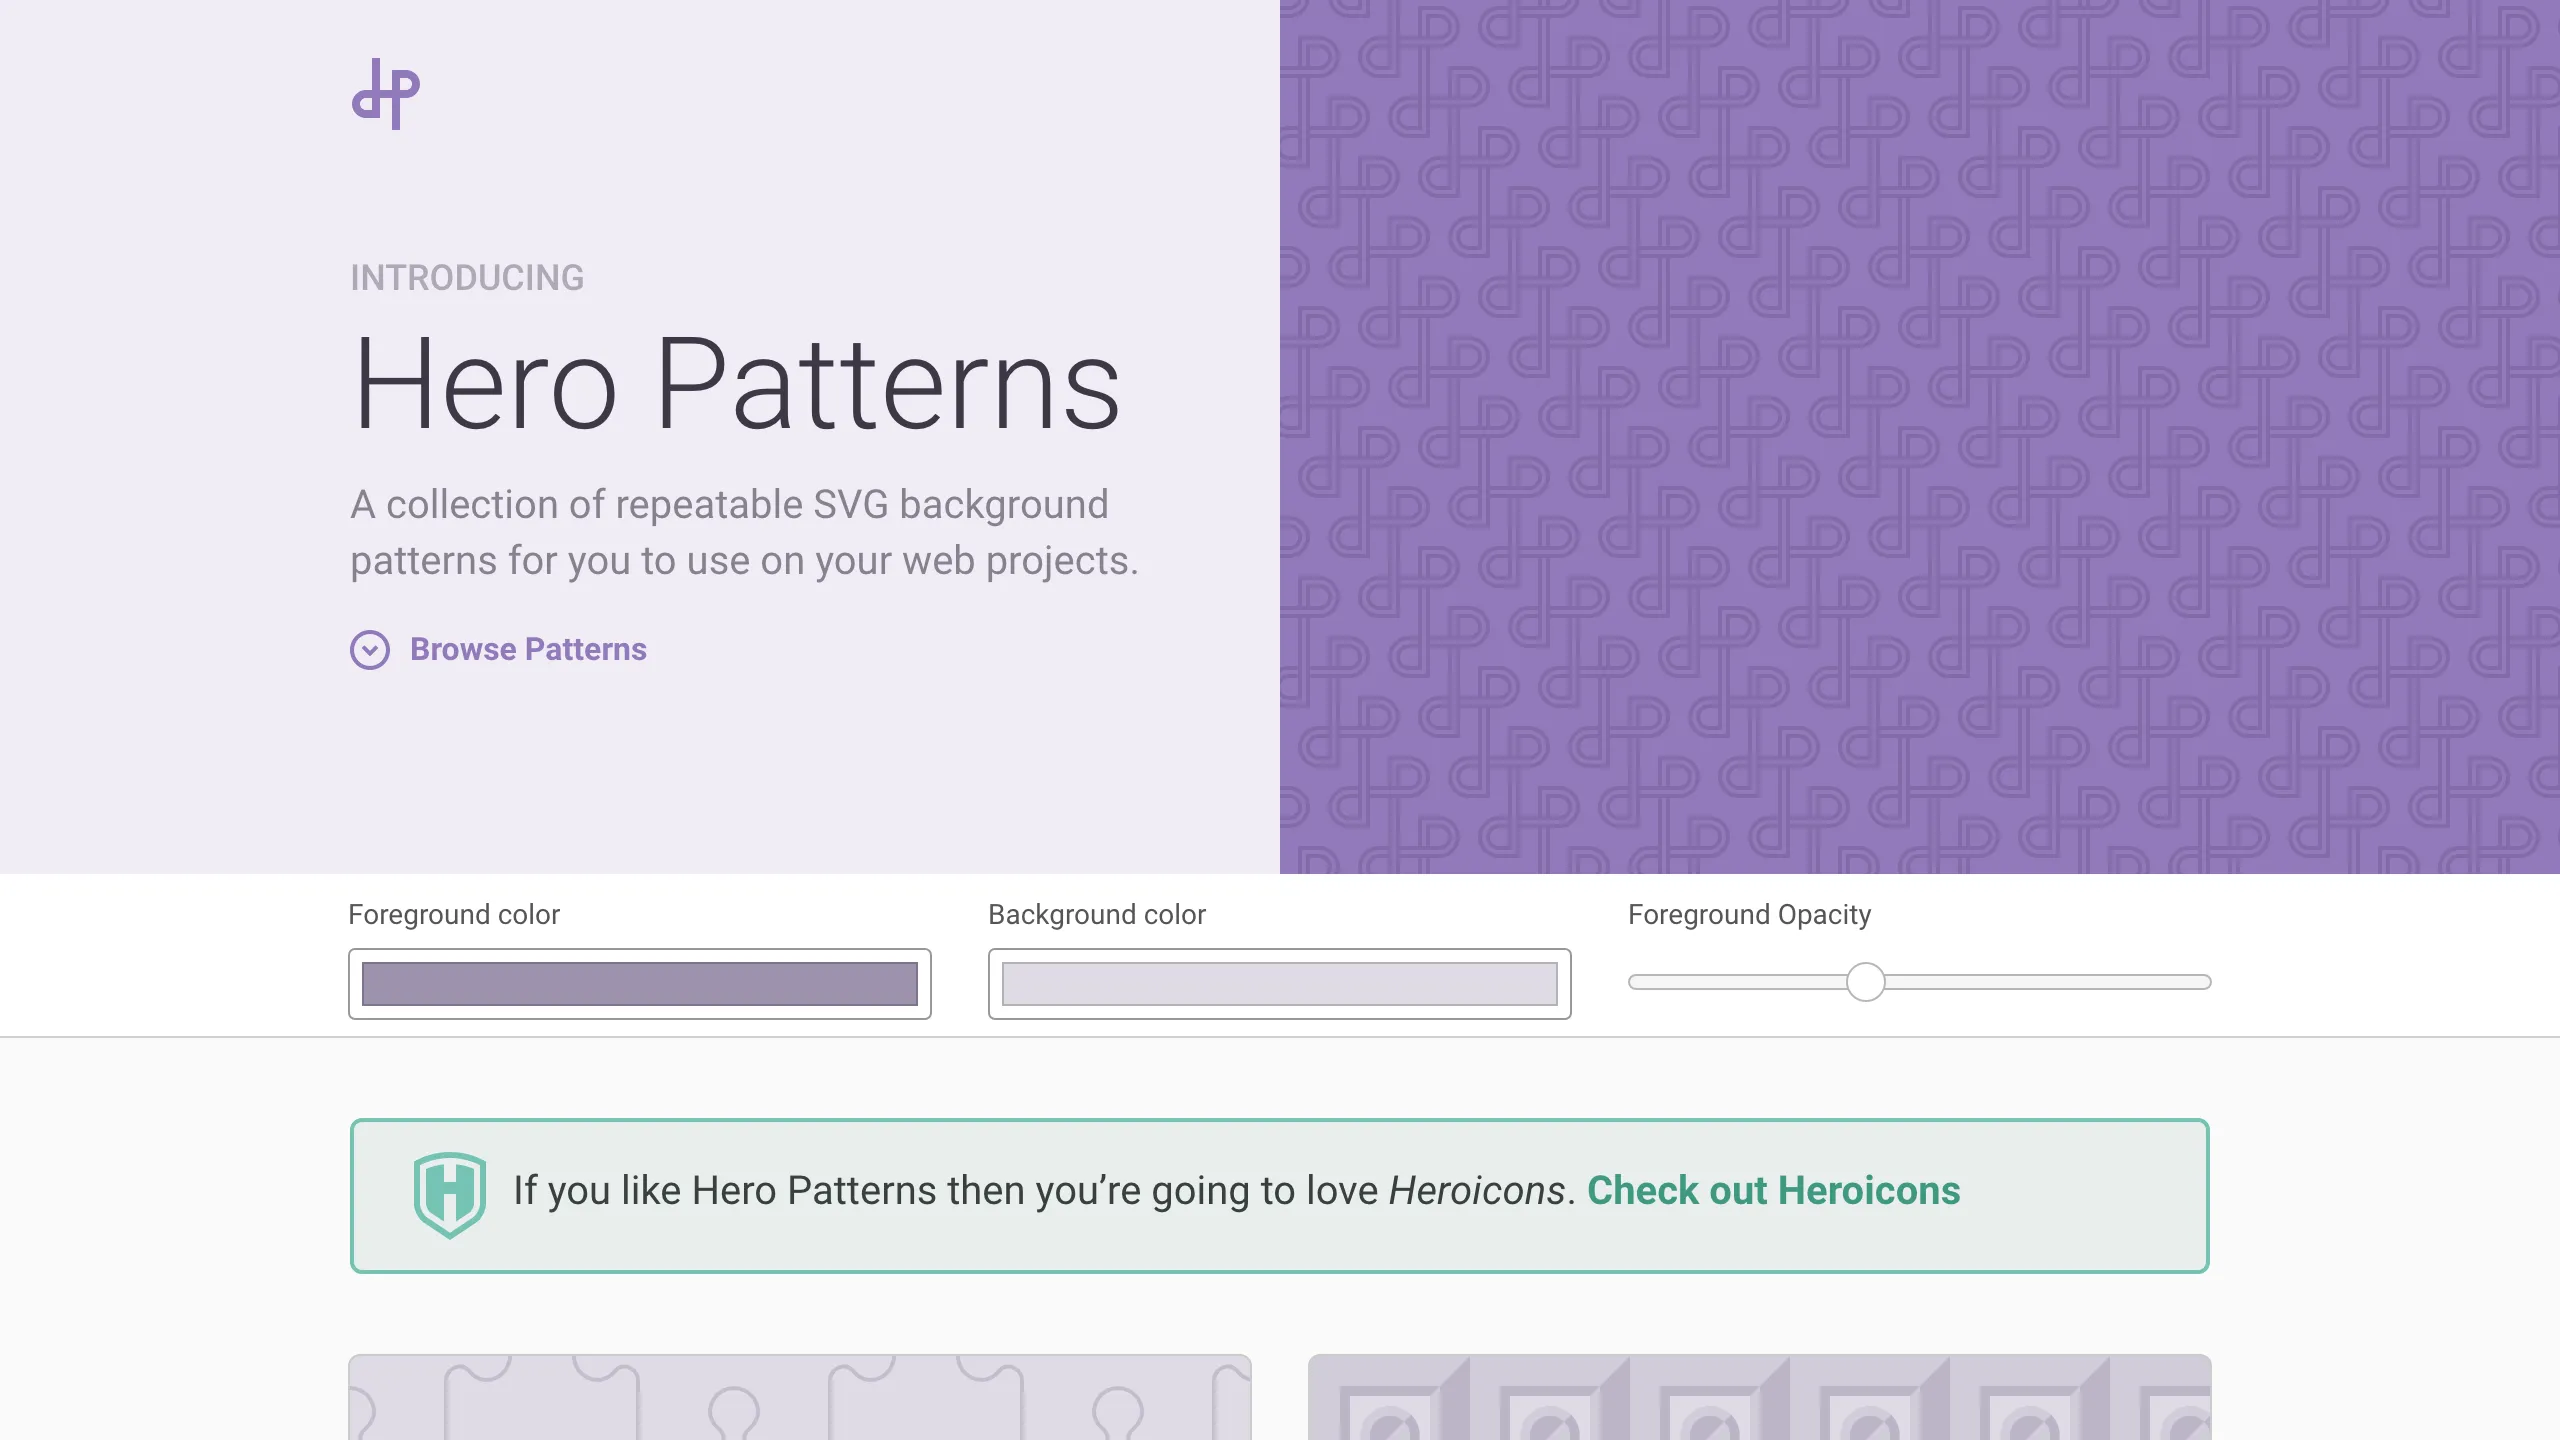 INTRODUCING
Hero Patterns
A collection of repeatable SVG background
patterns for you to use on your web projects.
Browse Patterns
Foreground color
Background color
Foreground Opacity
If you like Hero Patterns then you’re going to love Heroicons. Check out Heroicons